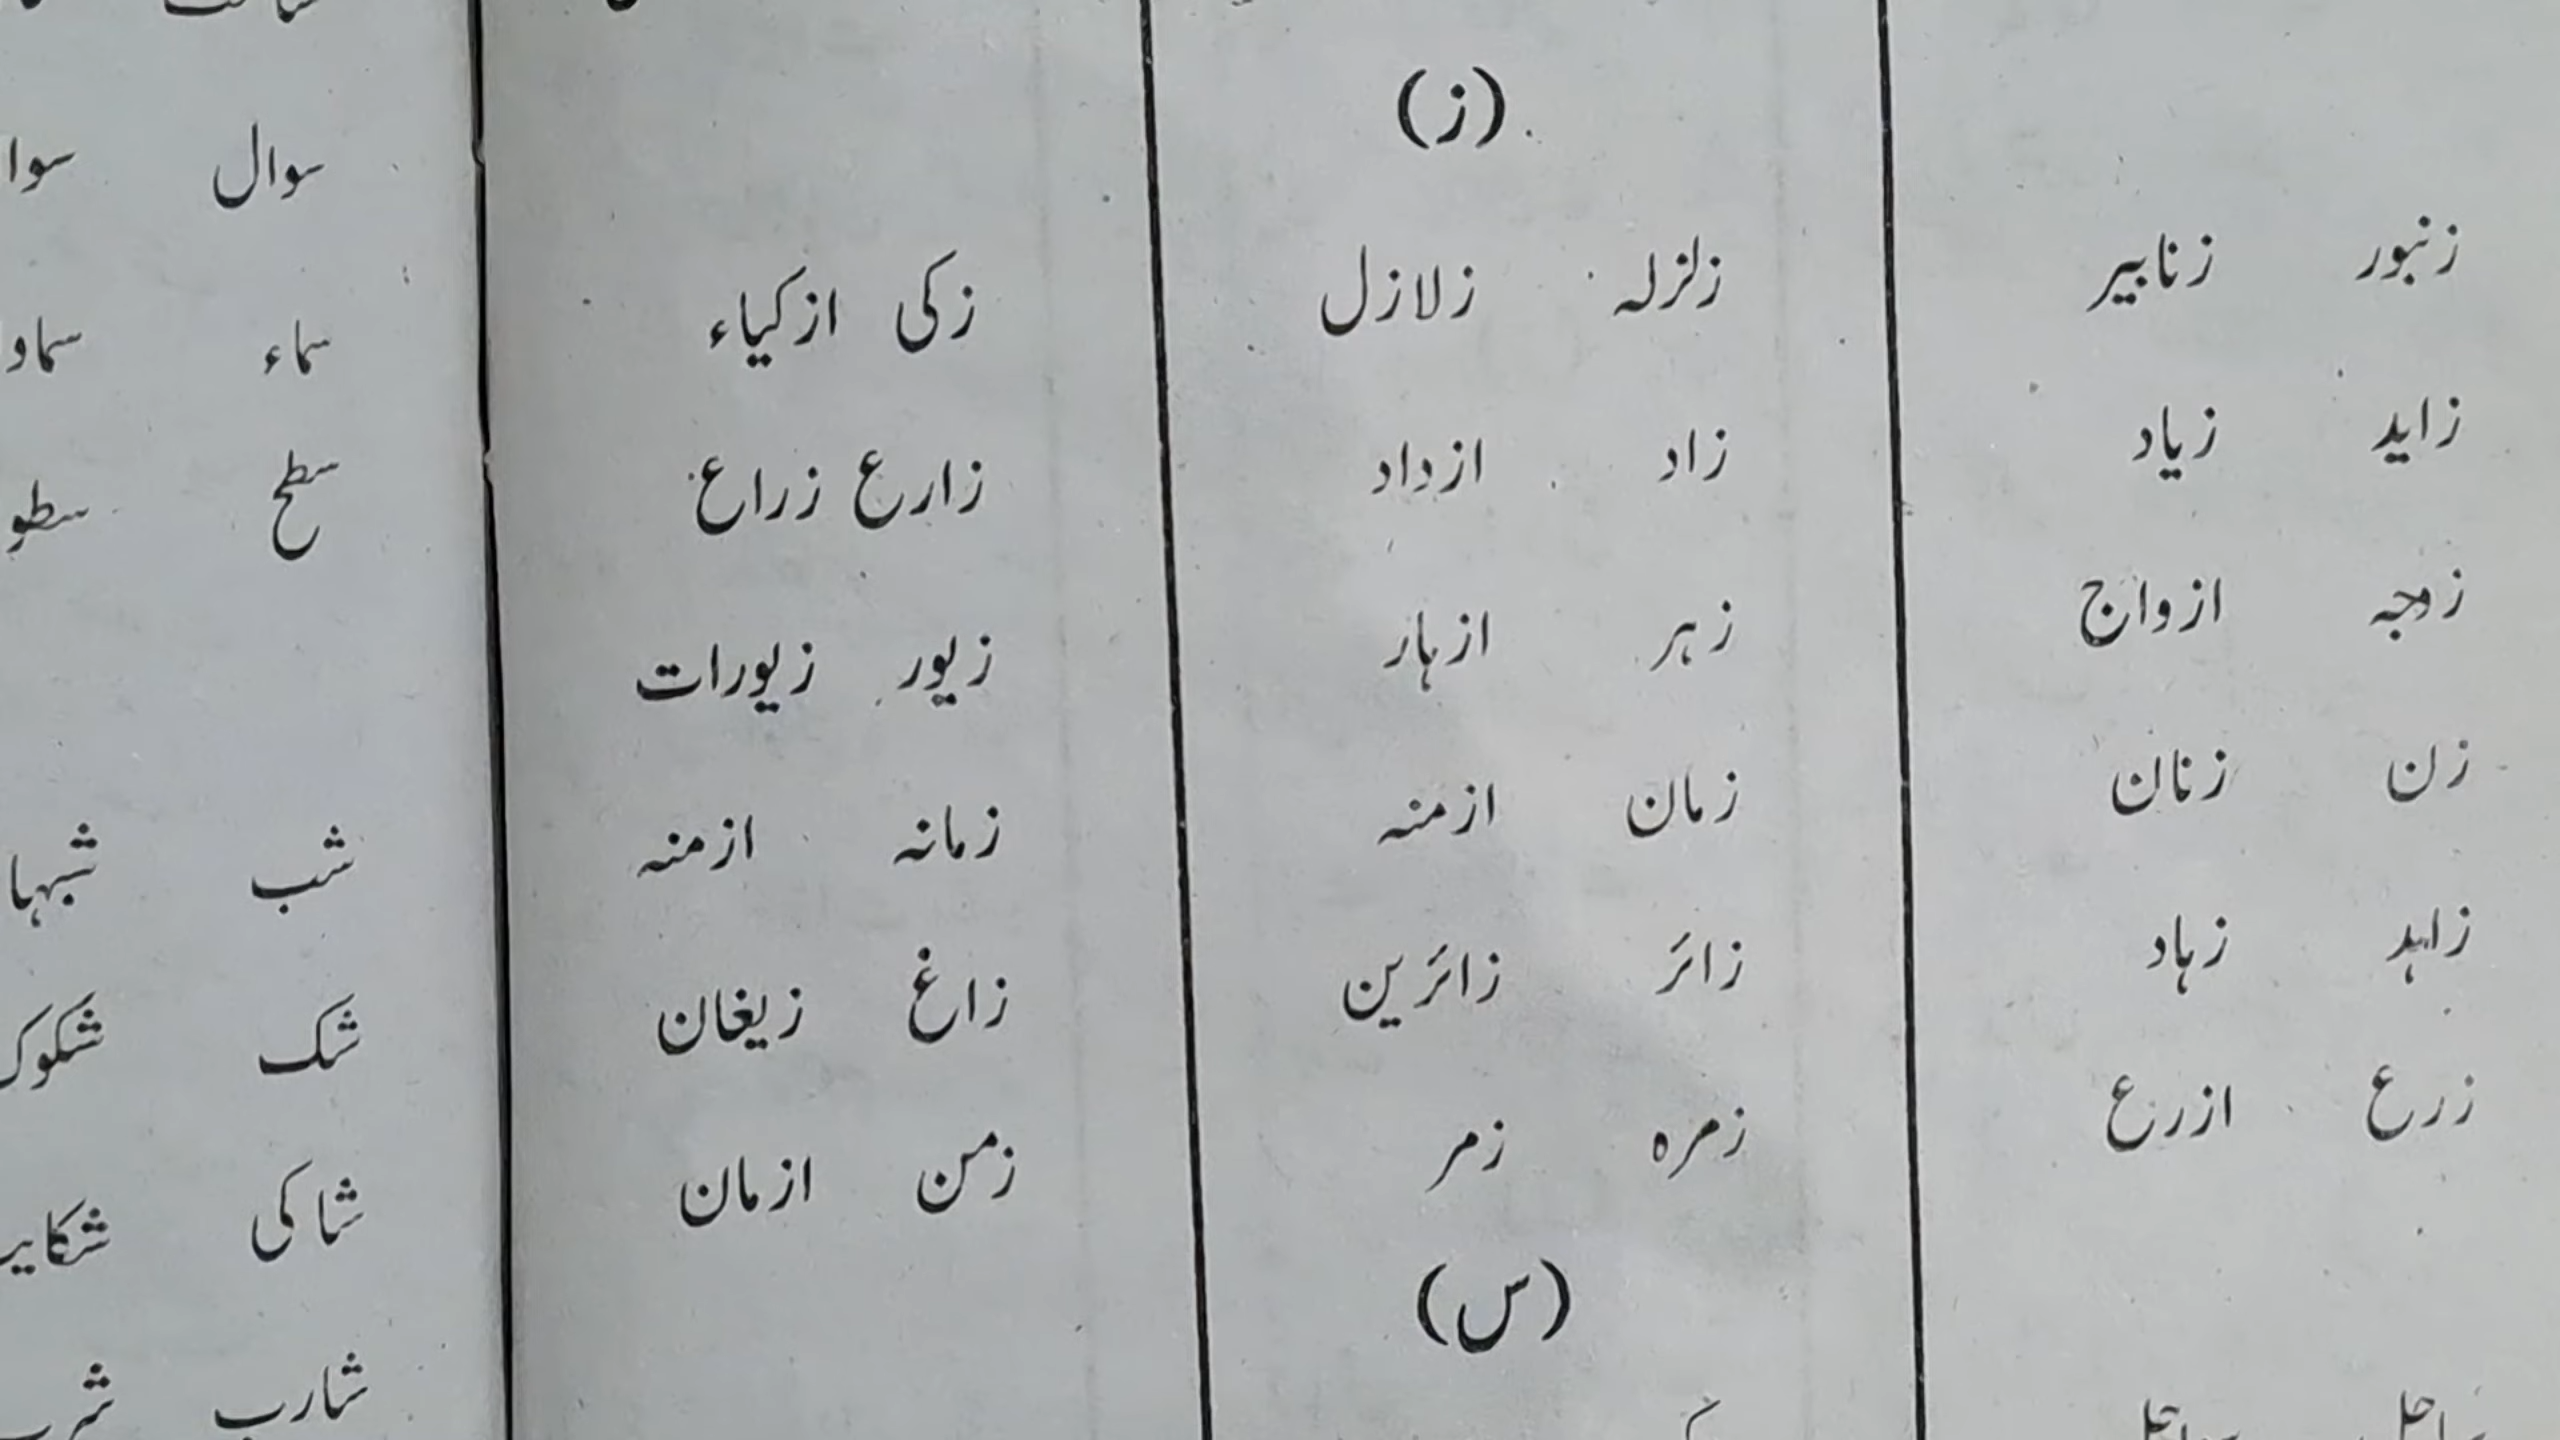 (ز)
زنبور زنابیر زلزلہ زلازل زکی ازکیاء
زاید زیاد زاد ازداد زارع زراع
زوجہ ازواج زہر ازہار زیور زیورات
زن زنان زمان ازمنہ زمانہ ازمنہ
زاہد زہاد زائر زائرین زاغ زیغان
زرع ازرع زمرہ زمر زمن ازمان
(س)
سوال سوا
سماء سماو
سطح سطو
شب شبہا
شک شکوک
شاکی شکای
شارب